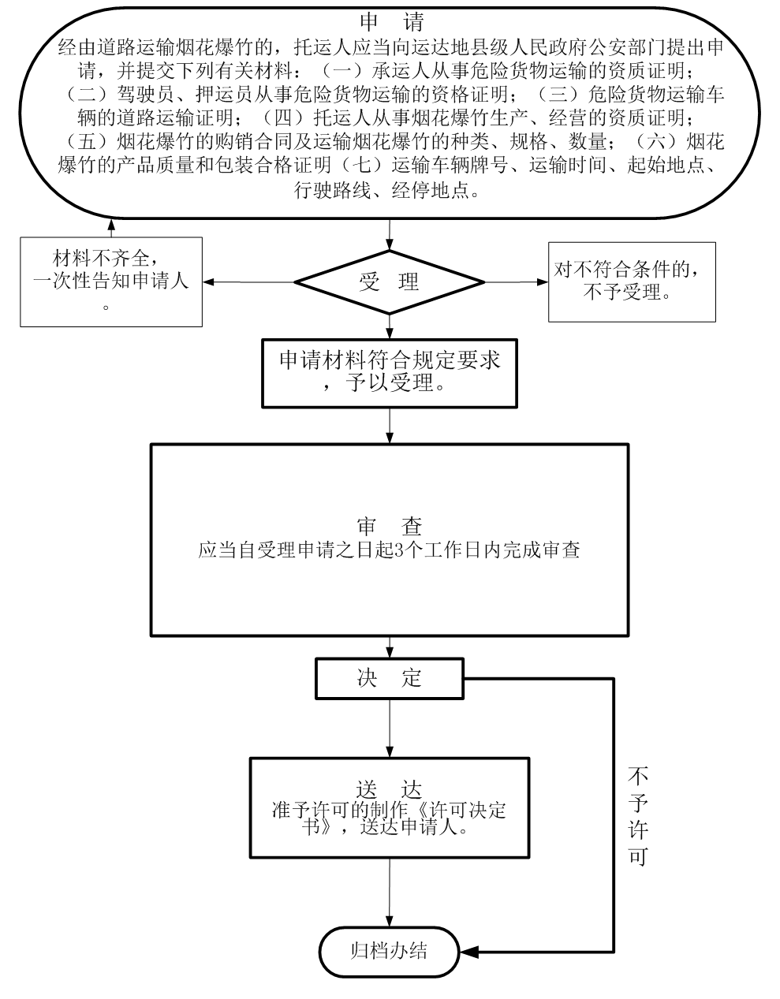 申 请
经由道路运输烟花爆竹的，托运人应当向运达地县级人民政府公安部门提出申
请，并提交下列有关材料：（一）承运人从事危险货物运输的资质证明；
（二）驾驶员、押运员从事危险货物运输的资格证明；（三）危险货物运输车
辆的道路运输证明；（四）托运人从事烟花爆竹生产、经营的资质证明；
（五）烟花爆竹的购销合同及运输烟花爆竹的种类、规格、数量；（六）烟花
爆竹的产品质量和包装合格证明（七）运输车辆牌号、运输时间、起始地点、
行驶路线、经停地点。
材料不齐全，
一次性告知申请人
。
受 理
对不符合条件的，
不予受理。
申请材料符合规定要求
，予以受理。
审 查
应当自受理申请之日起3个工作日内完成审查
决 定
送 达
准予许可的制作《许可决定
书》，送达申请人。
不
予
许
可
归档办结